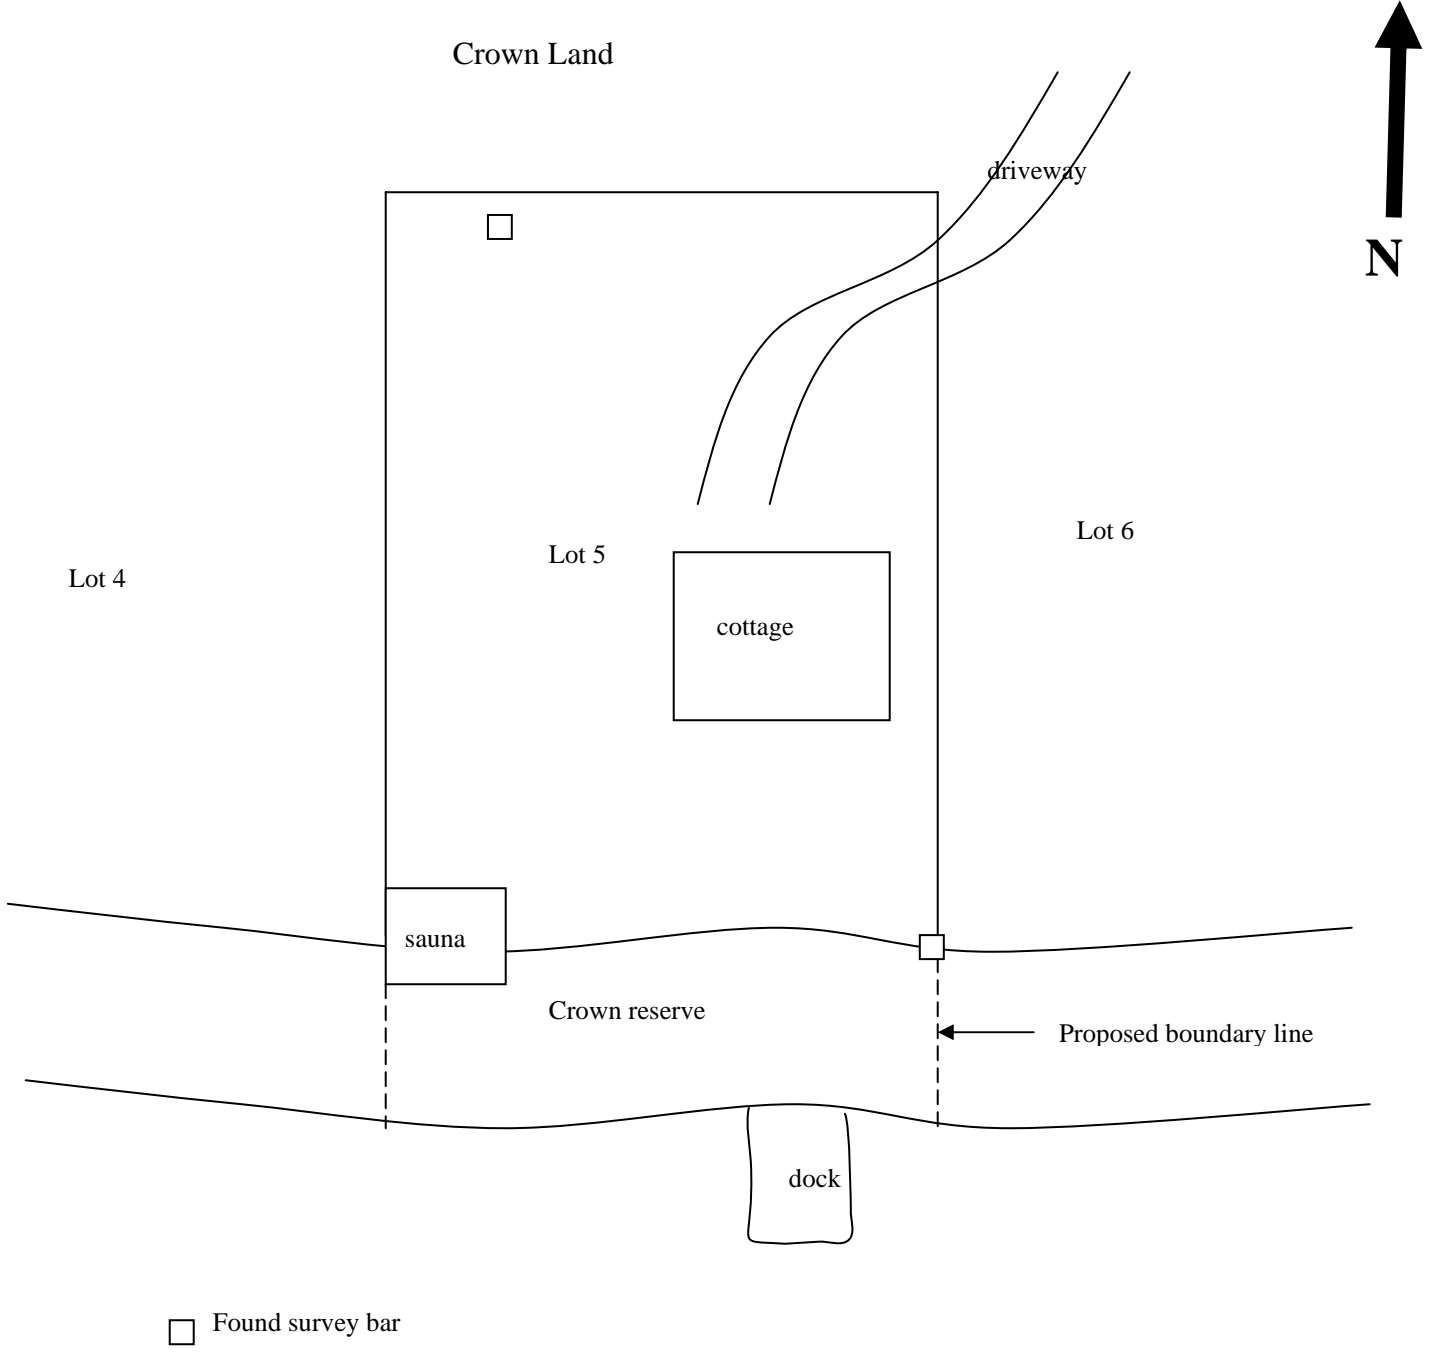 Crown Land
driveway
N
Lot 6
Lot 5
Lot 4
cottage
sauna
Crown reserve
Proposed boundary line
dock
Found survey bar